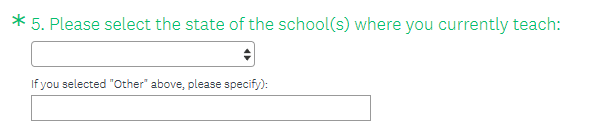 * 5. Please select the state of the school(s) where you currently teach:
If you selected "Other" above, please specify):